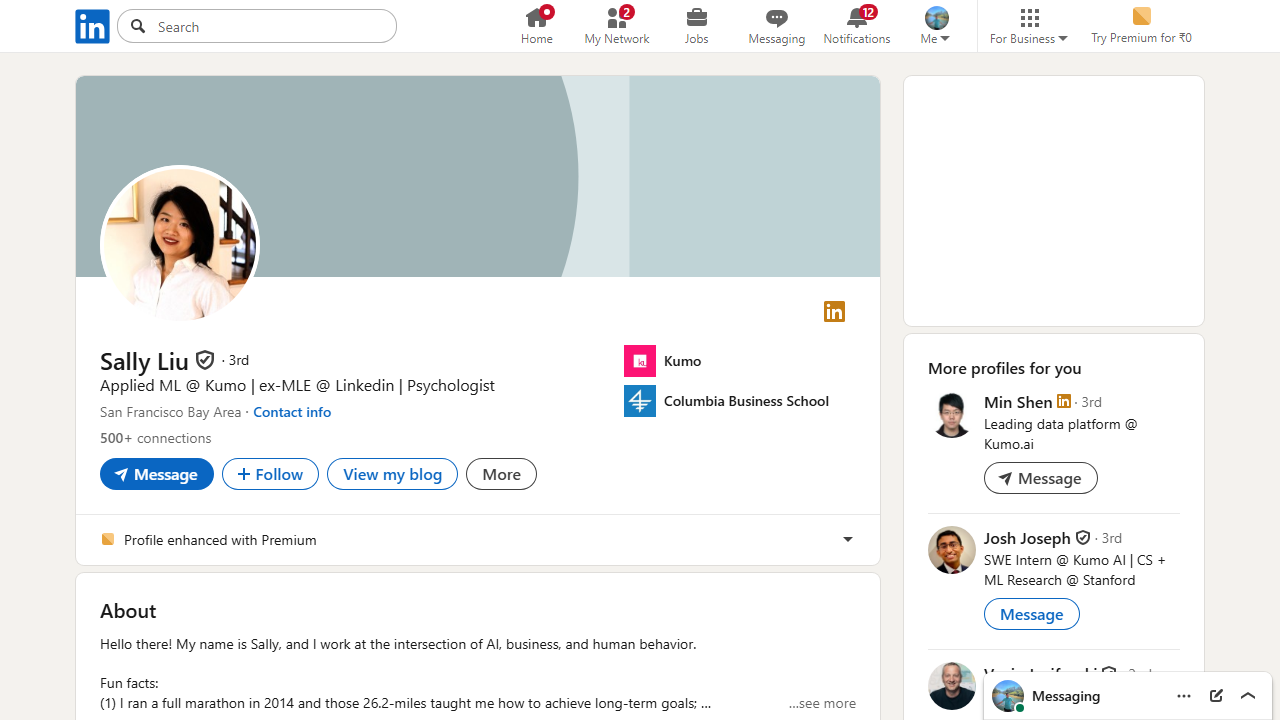 in
Search
Home
2
My Network
Jobs
Messaging
12
Notifications
Me
For Business
Try Premium for ₹0
in
Sally Liu · 3rd
Applied ML @ Kumo | ex-MLE @ Linkedin | Psychologist
San Francisco Bay Area · Contact info
500+ connections
Message
Follow
View my blog
More
Kumo
Columbia Business School
Profile enhanced with Premium
About
Hello there! My name is Sally, and I work at the intersection of AI, business, and human behavior.
Fun facts:
(1) I ran a full marathon in 2014 and those 26.2-miles taught me how to achieve long-term goals; …
…see more
More profiles for you
Min Shen in · 3rd
Leading data platform @
Kumo.ai
Message
Josh Joseph · 3rd
SWE Intern @ Kumo AI | CS +
ML Research @ Stanford
Message
Messaging